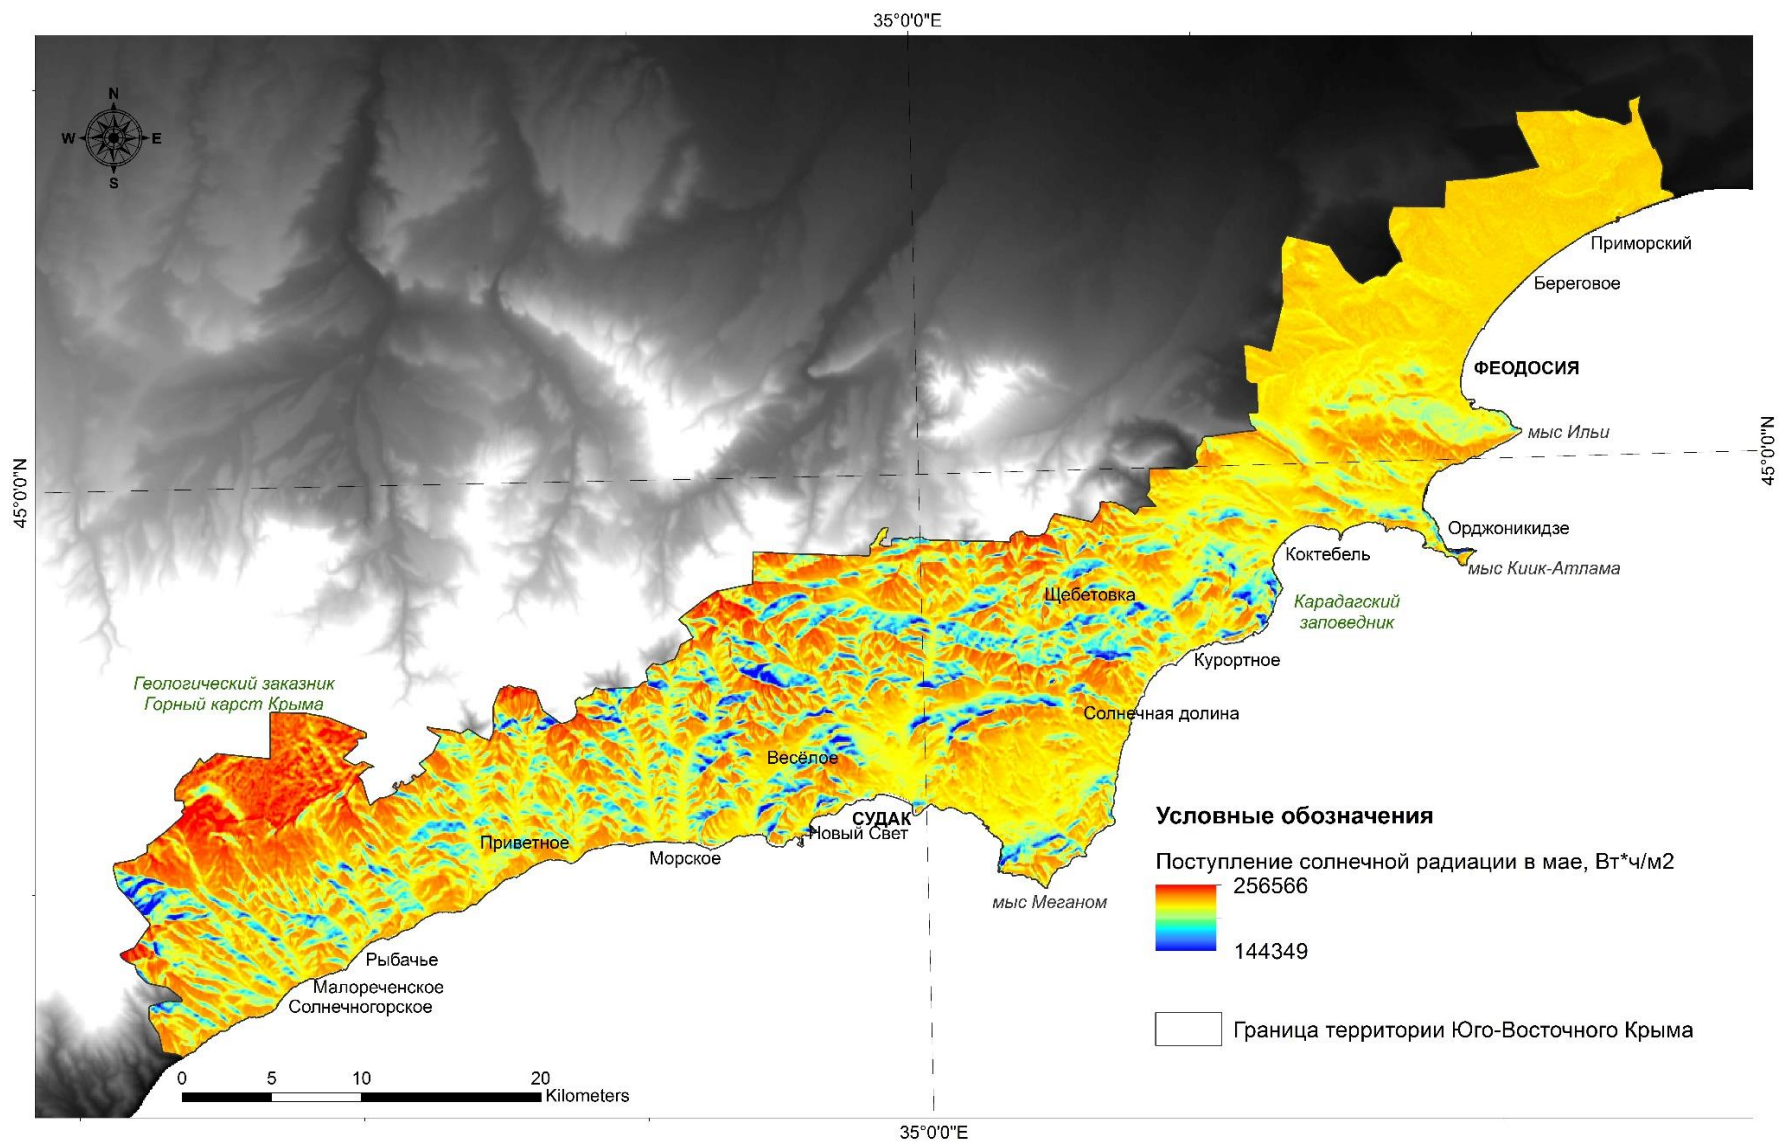 35°0'0"E
N
W
E
S
Приморский
Береговое
ФЕОДОСИЯ
мыс Ильи
45°0'0"N
45°0'0"N
Орджоникидзе
Коктебель
мыс Киик-Атлама
Щебетовка
Карадагский
заповедник
Курортное
Геологический заказник
Горный карст Крыма
Солнечная долина
Весёлое
СУДАК
Новый Свет
Приветное
Морское
мыс Меганом
Рыбачье
Малореченское
Солнечногорское
Условные обозначения
Поступление солнечной радиации в мае, Вт*ч/м2
256566
144349
Граница территории Юго-Восточного Крыма
0 5 10 20
Kilometers
35°0'0"E